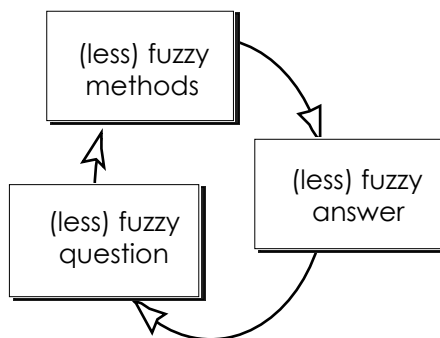 (less) fuzzy
methods
(less) fuzzy
answer
(less) fuzzy
question